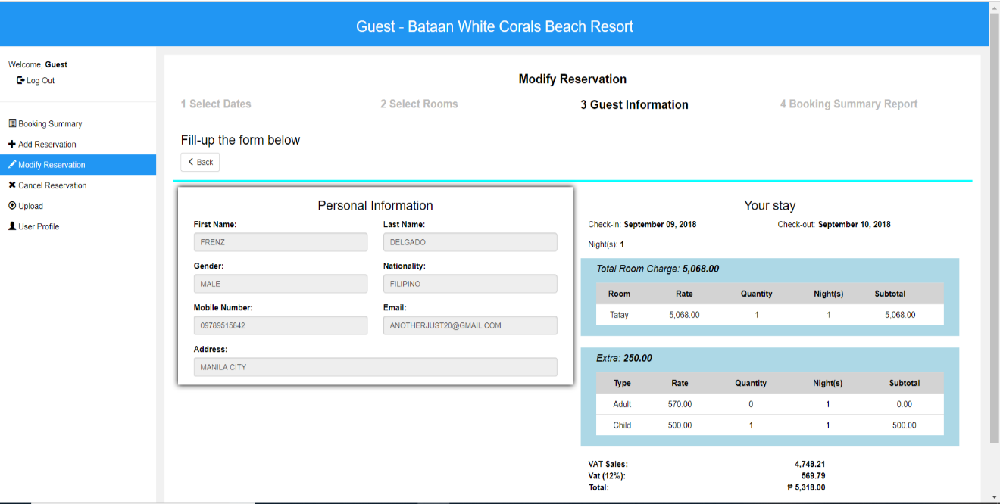 Guest - Bataan White Corals Beach Resort
Welcome, Guest
Log Out
Booking Summary
Add Reservation
Modify Reservation
Cancel Reservation
Upload
User Profile
Modify Reservation
1 Select Dates 2 Select Rooms 3 Guest Information 4 Booking Summary Report
Fill-up the form below
Back
Personal Information
First Name: Last Name:
FRENZ DELGADO
Gender: Nationality:
MALE FILIPINO
Mobile Number: Email:
09789515842 ANOTHERJUST20@GMAIL.COM
Address:
MANILA CITY
Your stay
Check-in: September 09, 2018 Check-out: September 10, 2018
Night(s): 1
Total Room Charge: 5,068.00
Room Rate Quantity Night(s) Subtotal
Tatay 5,068.00 1 1 5,068.00
Extra: 250.00
Type Rate Quantity Night(s) Subtotal
Adult 570.00 0 1 0.00
Child 500.00 1 1 500.00
VAT Sales: 4,748.21
Vat (12%): 569.79
Total: ₱ 5,318.00